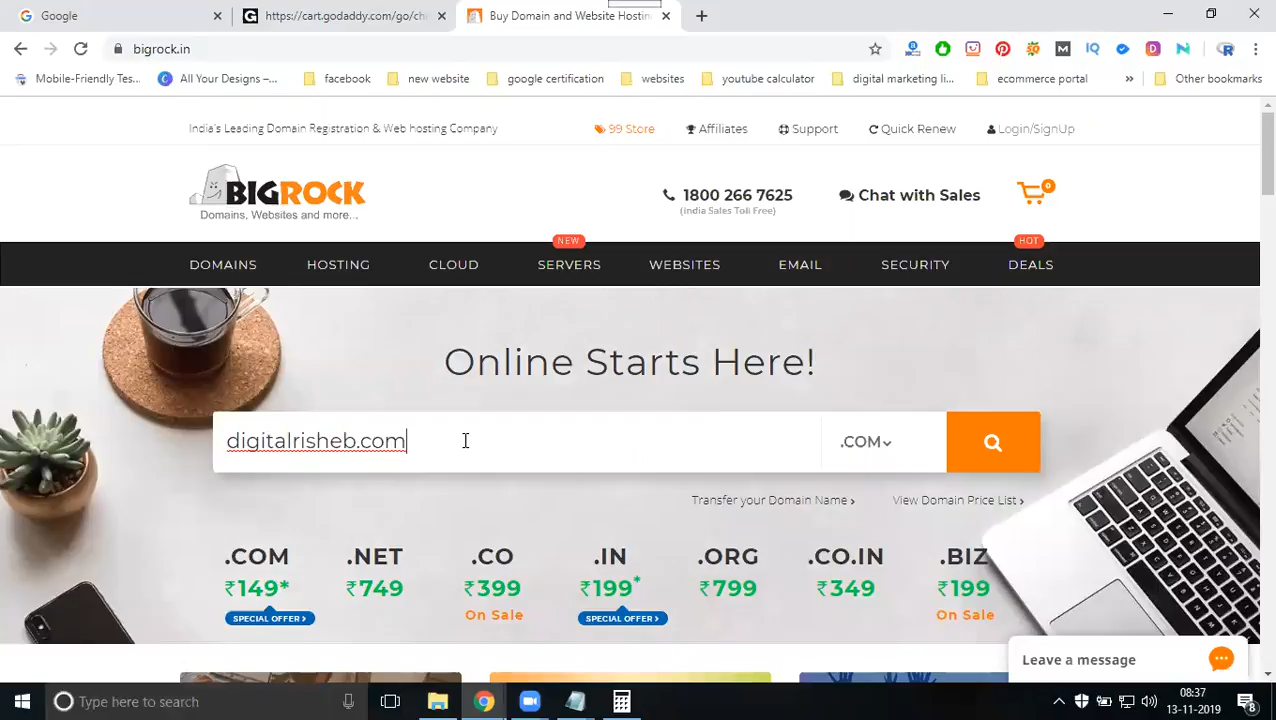 Google
https://cart.godaddy.com/go/ch
Buy Domain and Website Hostin
bigrock.in
Mobile-Friendly Tes...
All Your Designs –...
facebook
new website
google certification
websites
youtube calculator
digital marketing li...
ecommerce portal
»
Other bookmarks
India's Leading Domain Registration & Web hosting Company
99 Store
Affiliates
Support
Quick Renew
Login/SignUp
BIGROCK
Domains, Websites and more...
1800 266 7625
(India Sales Toll Free)
Chat with Sales
0
NEW
HOT
DOMAINS
HOSTING
CLOUD
SERVERS
WEBSITES
EMAIL
SECURITY
DEALS
Online Starts Here!
digitalrisheb.com
.COM
Transfer your Domain Name ›
View Domain Price List ›
.COM
.NET
.CO
.IN
.ORG
.CO.IN
.BIZ
₹149*
₹749
₹399
₹199*
₹799
₹349
₹199
SPECIAL OFFER ›
On Sale
SPECIAL OFFER ›
On Sale
Leave a message
Type here to search
08:37
13-11-2019
8